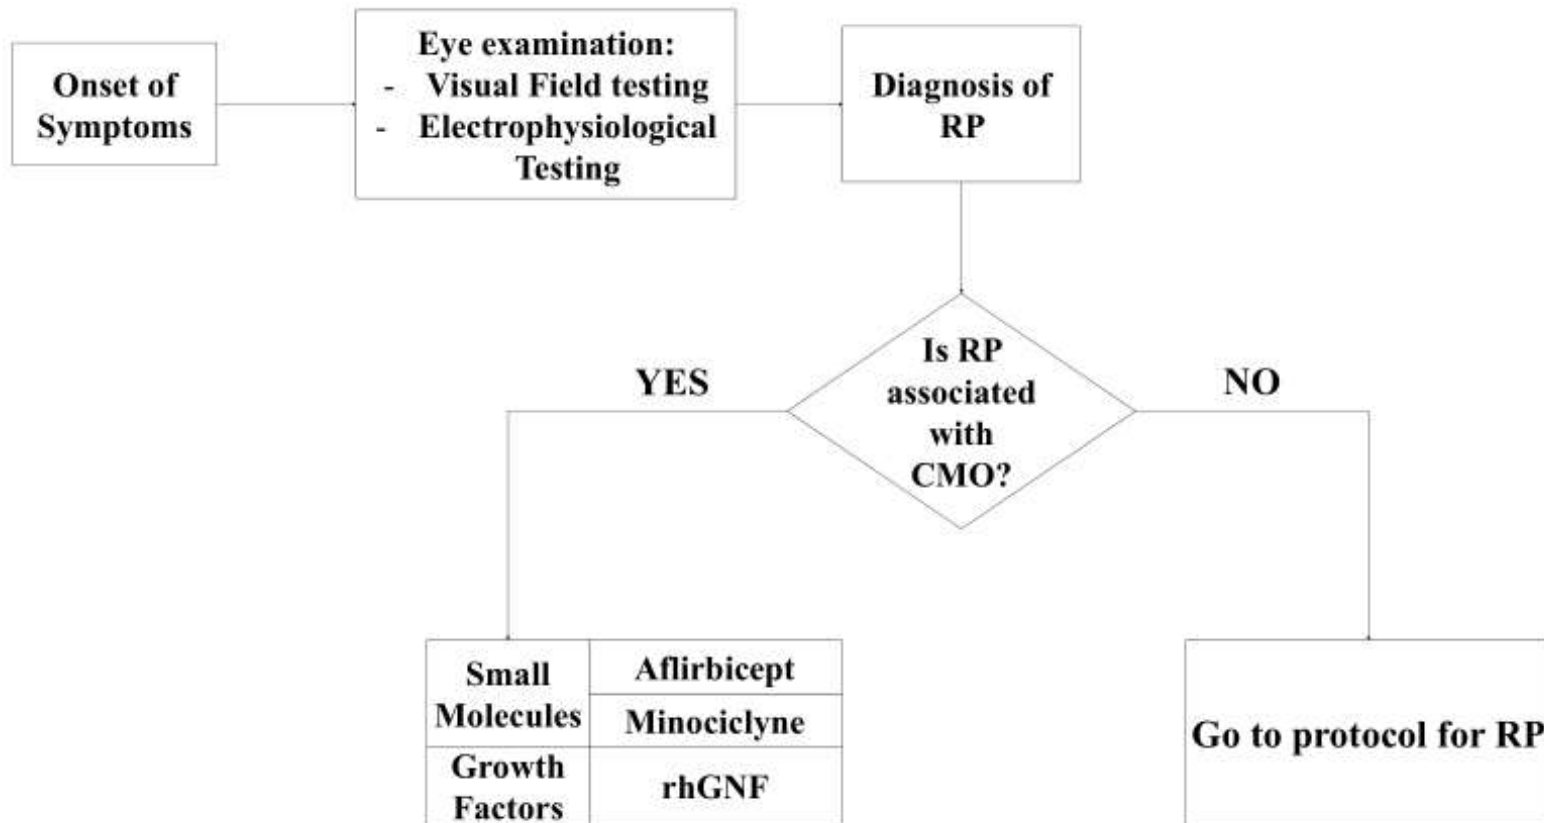 Onset of
Symptoms
Eye examination:
- Visual Field testing
- Electrophysiological
Testing
Diagnosis of
RP
Is RP
associated
with
CMO?
YES
NO
Small
Molecules
Aflirbicept
Minociclyne
Growth
Factors
rhGNF
Go to protocol for RP